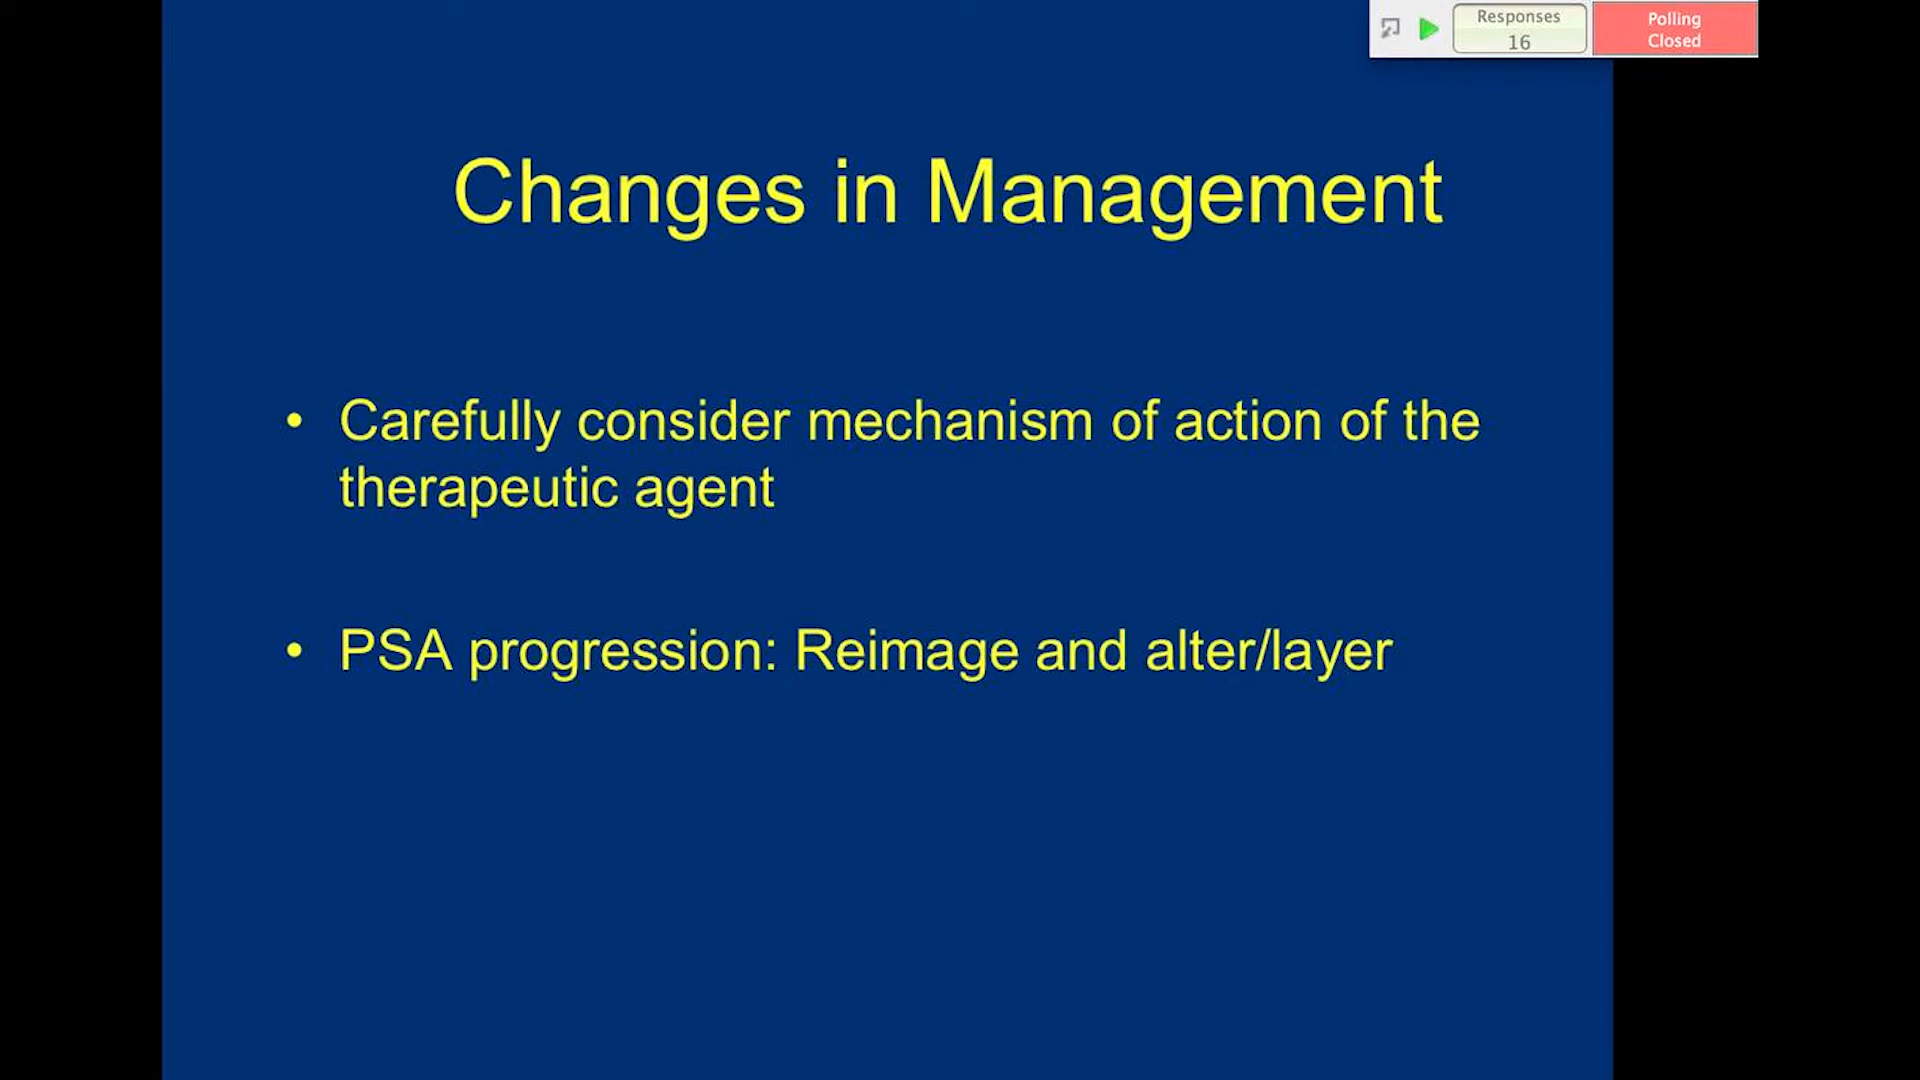 Responses
16
Polling
Closed
Changes in Management
• Carefully consider mechanism of action of the
therapeutic agent
• PSA progression: Reimage and alter/layer